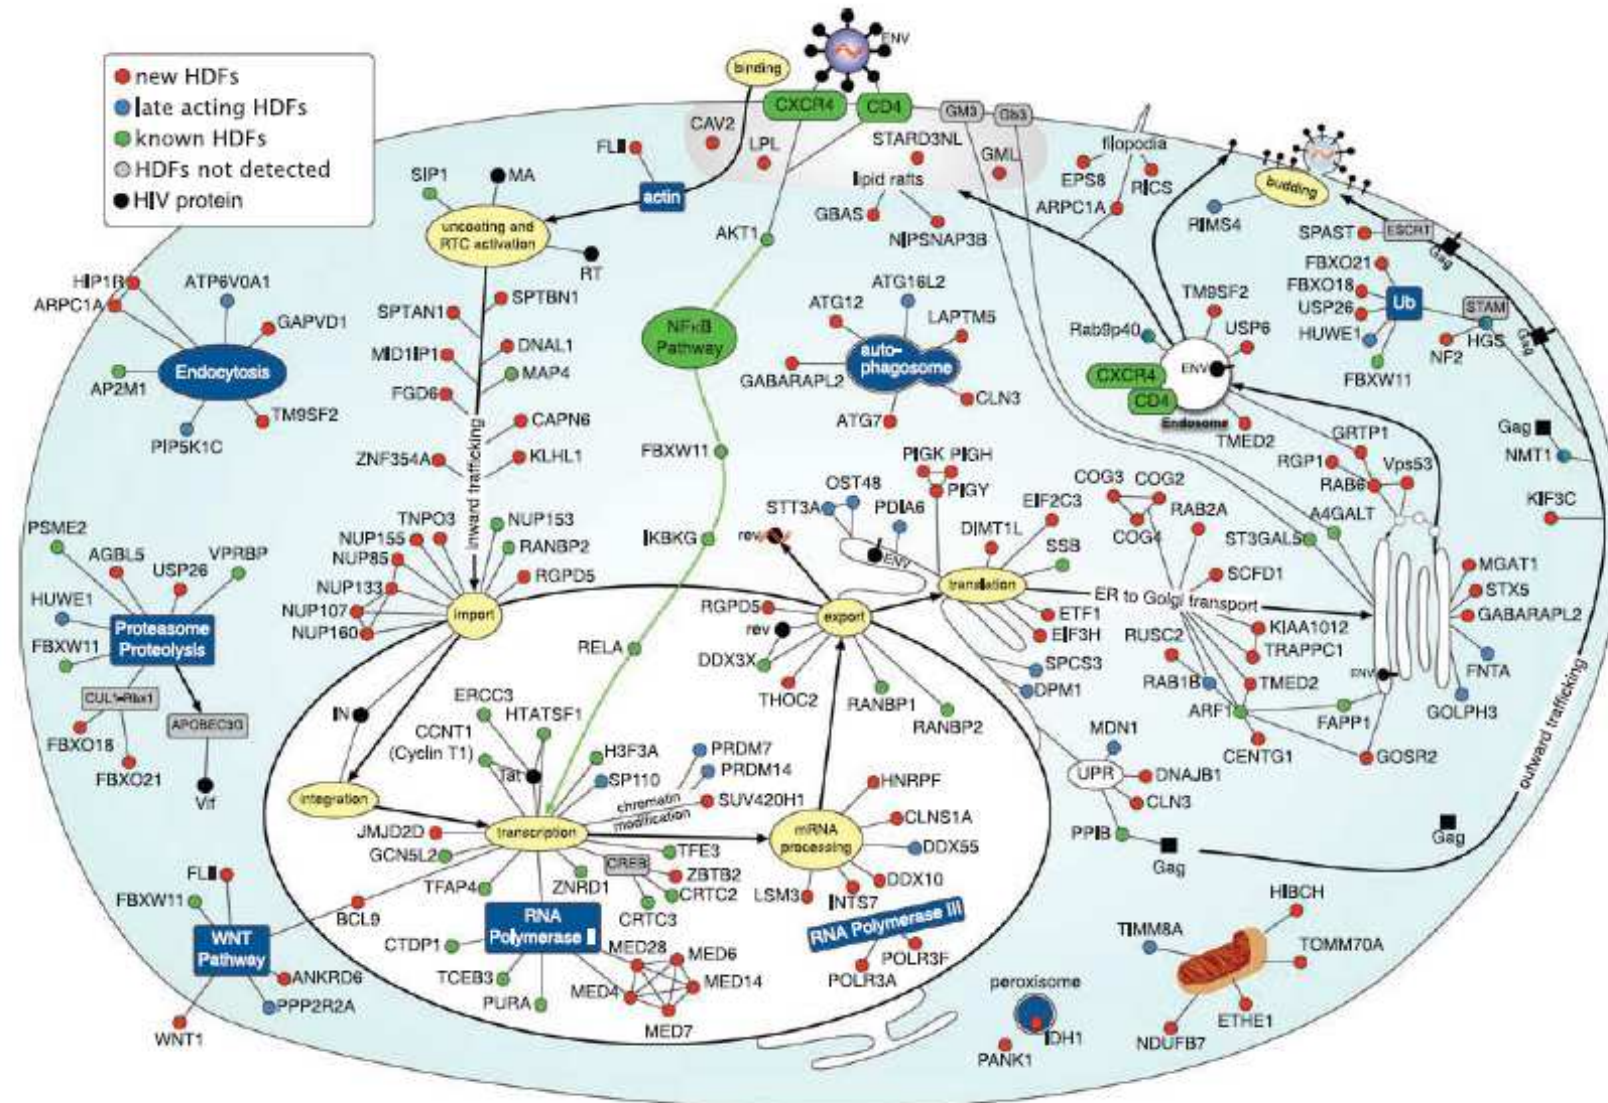 new HDFs
late acting HDFs
known HDFs
HDFs not detected
HIV protein
ENV
binding
CXCR4
CD4
GM3
Gb3
CAV2
LPL
STARD3NL
GML
lipid rafts
GBAS
NIPSNAP3B
filopodia
EPS8
RICS
ARPC1A
budding
RIMS4
SPAST
ESCRT
Gag
FBXO21
FBXO18
USP26
HUWE1
FBXW11
Ub
STAM
HGS
NF2
Gag
SIP1
MA
actin
uncoating and
RTC activation
RT
AKT1
HIP1R
ARPC1A
ATP6V0A1
GAPVD1
Endocytosis
AP2M1
PIP5K1C
TM9SF2
SPTAN1
SPTBN1
MID1IP1
DNAL1
MAP4
FGD6
CAPN6
ZNF354A
KLHL1
inward trafficking
NFκB
Pathway
FBXW11
IKBKG
RELA
ATG16L2
ATG12
LAPTM5
auto-
phagosome
GABARAPL2
CLN3
ATG7
TM9SF2
Rab9p40
USP6
ENV
CXCR4
CD4
Endosome
TMED2
GRTP1
RGP1
Vps53
RAB6
A4GALT
ST3GAL5
Gag
NMT1
KIF3C
PSME2
AGBL5
USP26
VPRBP
HUWE1
FBXW11
Proteasome
Proteolysis
CUL1-Rbx1
APOBEC3G
FBXO18
FBXO21
Vif
TNPO3
NUP155
NUP85
NUP133
NUP107
NUP160
NUP153
RANBP2
RGPD5
import
PIGK PIGH
PIGY
OST48
STT3A
PDIA6
ENV
rev
EIF2C3
DIMT1L
SSB
translation
ETF1
EIF3H
SPCS3
DPM1
COG3
COG2
COG4
RAB2A
SCFD1
ER to Golgi transport
RUSC2
KIAA1012
TRAPPC1
RAB1B
TMED2
ARF1
FAPP1
CENTG1
GOSR2
ENV
MGAT1
STX5
GABARAPL2
FNTA
GOLPH3
outward trafficking
RGPD5
rev
export
DDX3X
THOC2
RANBP1
RANBP2
IN
integration
ERCC3
HTATSF1
CCNT1
(Cyclin T1)
Tat
H3F3A
SP110
PRDM7
PRDM14
chromatin
modification
SUV420H1
transcription
JMJD2D
GCN5L2
TFAP4
ZNRD1
CREB
TFE3
ZBTB2
CRTC2
CRTC3
mRNA
processing
HNRPF
CLNS1A
DDX55
DDX10
INTS7
LSM3
RNA Polymerase III
POLR3F
POLR3A
BCL9
RNA
Polymerase II
CTDP1
TCEB3
PURA
MED28
MED6
MED14
MED4
MED7
MDN1
UPR
DNAJB1
CLN3
PPIB
Gag
Gag
FBXW11
WNT
Pathway
ANKRD6
PPP2R2A
WNT1
peroxisome
IDH1
PANK1
HIBCH
TIMM8A
TOMM70A
ETHE1
NDUFB7